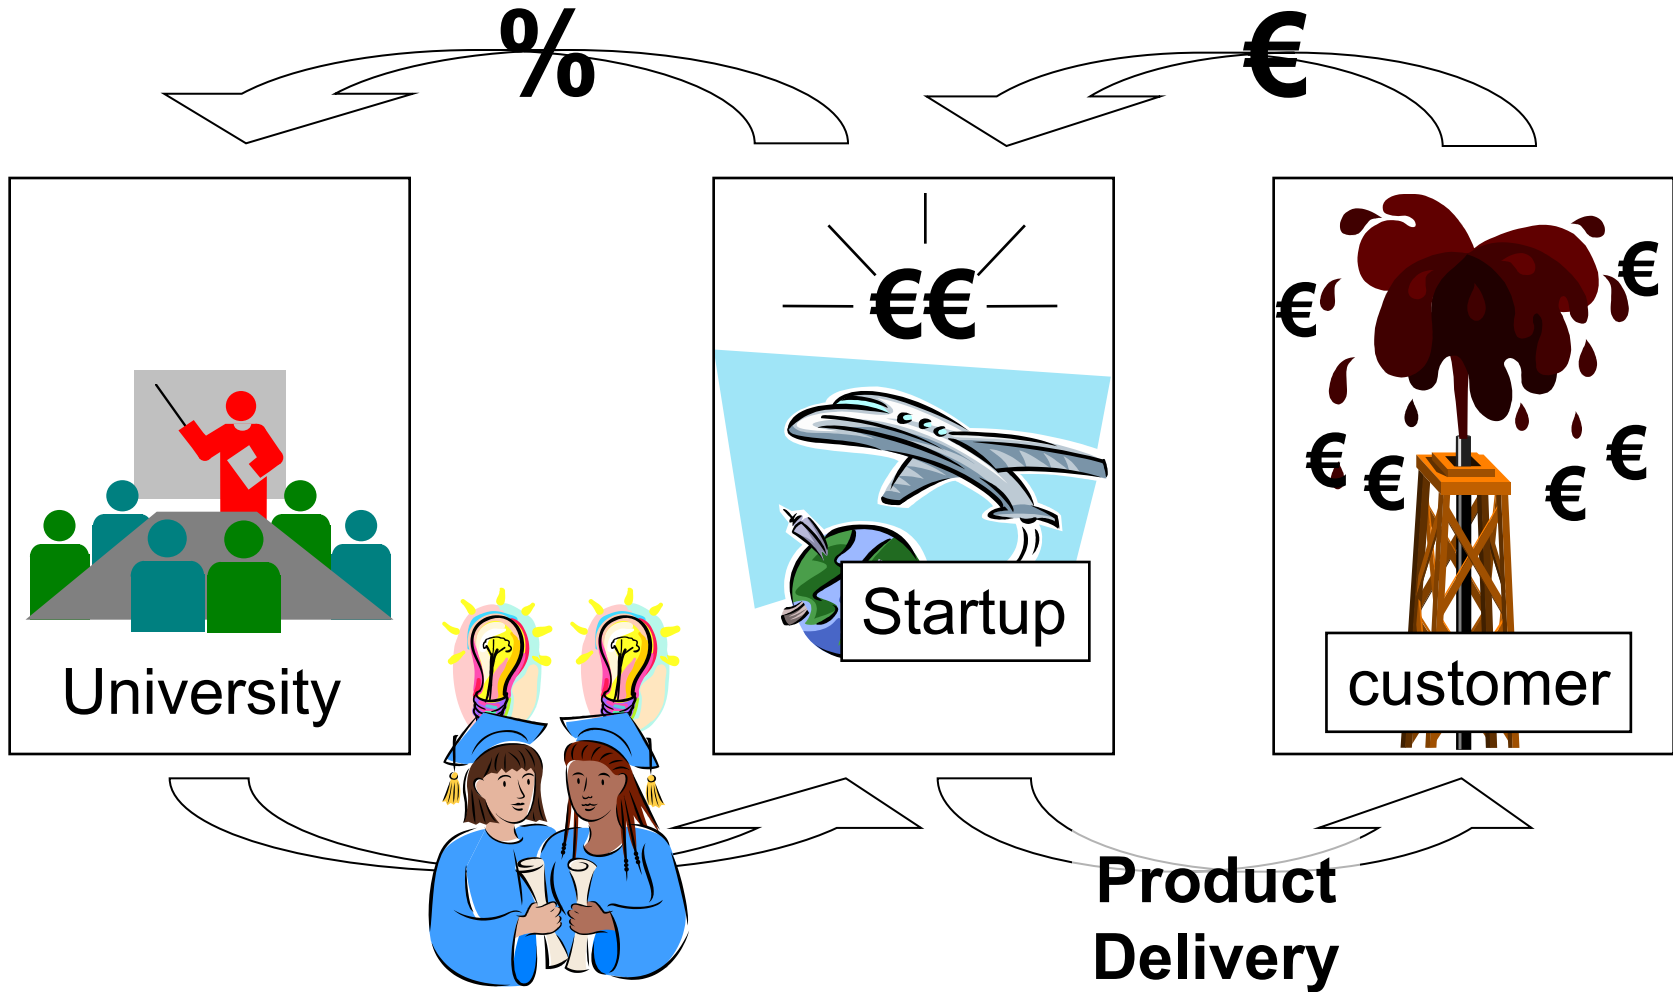 %
€
€€
€
€
€
€
€
€
Startup
University
customer
Product
Delivery